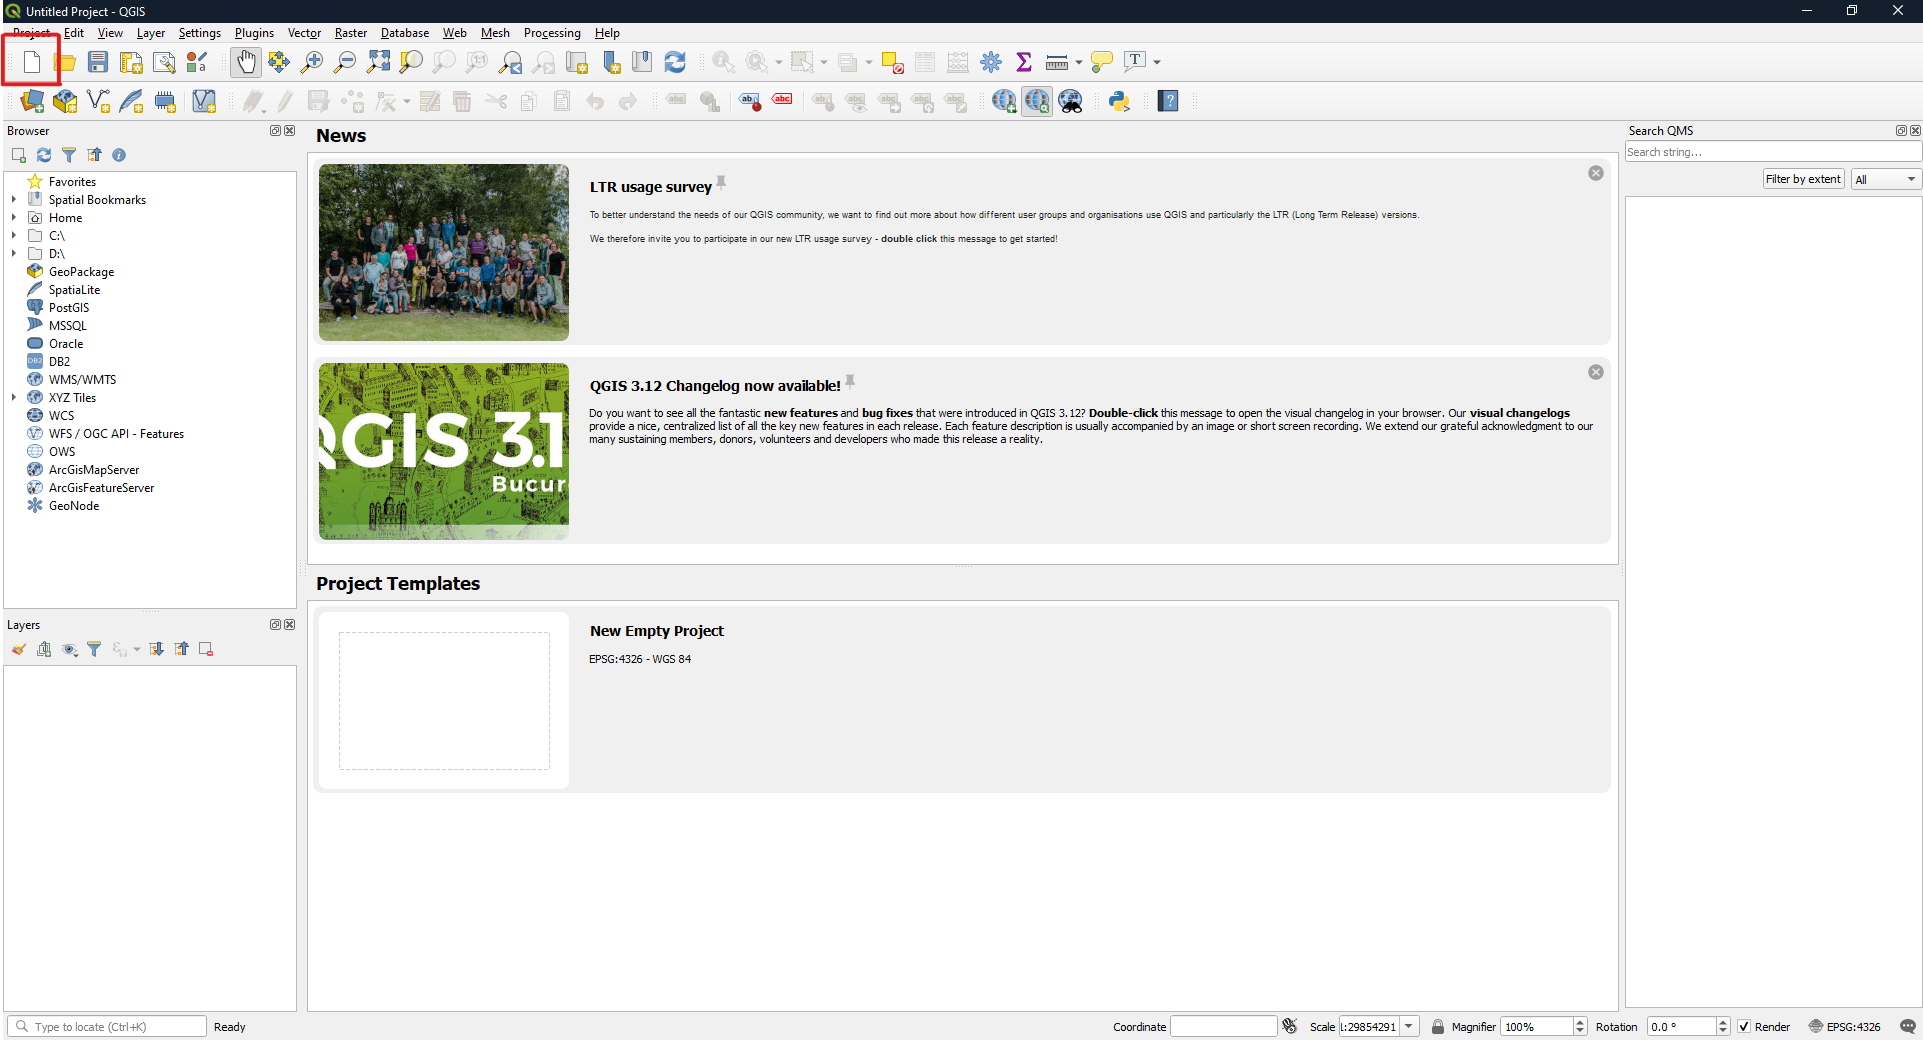 Untitled Project - QGIS
Project Edit View Layer Settings Plugins Vector Raster Database Web Mesh Processing Help
Browser
Favorites
Spatial Bookmarks
Home
C:\
D:\
GeoPackage
SpatiaLite
PostGIS
MSSQL
Oracle
DB2 DB2
WMS/WMTS
XYZ Tiles
WCS
WFS / OGC API - Features
OWS
ArcGisMapServer
ArcGisFeatureServer
GeoNode
Layers
News
LTR usage survey
To better understand the needs of our QGIS community, we want to find out more about how different user groups and organisations use QGIS and particularly the LTR (Long Term Release) versions.
We therefore invite you to participate in our new LTR usage survey - double click this message to get started!
QGIS 3.1
Bucur
QGIS 3.12 Changelog now available!
Do you want to see all the fantastic new features and bug fixes that were introduced in QGIS 3.12? Double-click this message to open the visual changelog in your browser. Our visual changelogs
provide a nice, centralized list of all the key new features in each release. Each feature description is usually accompanied by an image or short screen recording. We extend our grateful acknowledgment to our
many sustaining members, donors, volunteers and developers who made this release a reality.
Project Templates
New Empty Project
EPSG:4326 - WGS 84
Search QMS
Search string...
Filter by extent All
Type to locate (Ctrl+K) Ready Coordinate Scale 1:29854291 Magnifier 100% Rotation 0.0 ° Render EPSG:4326